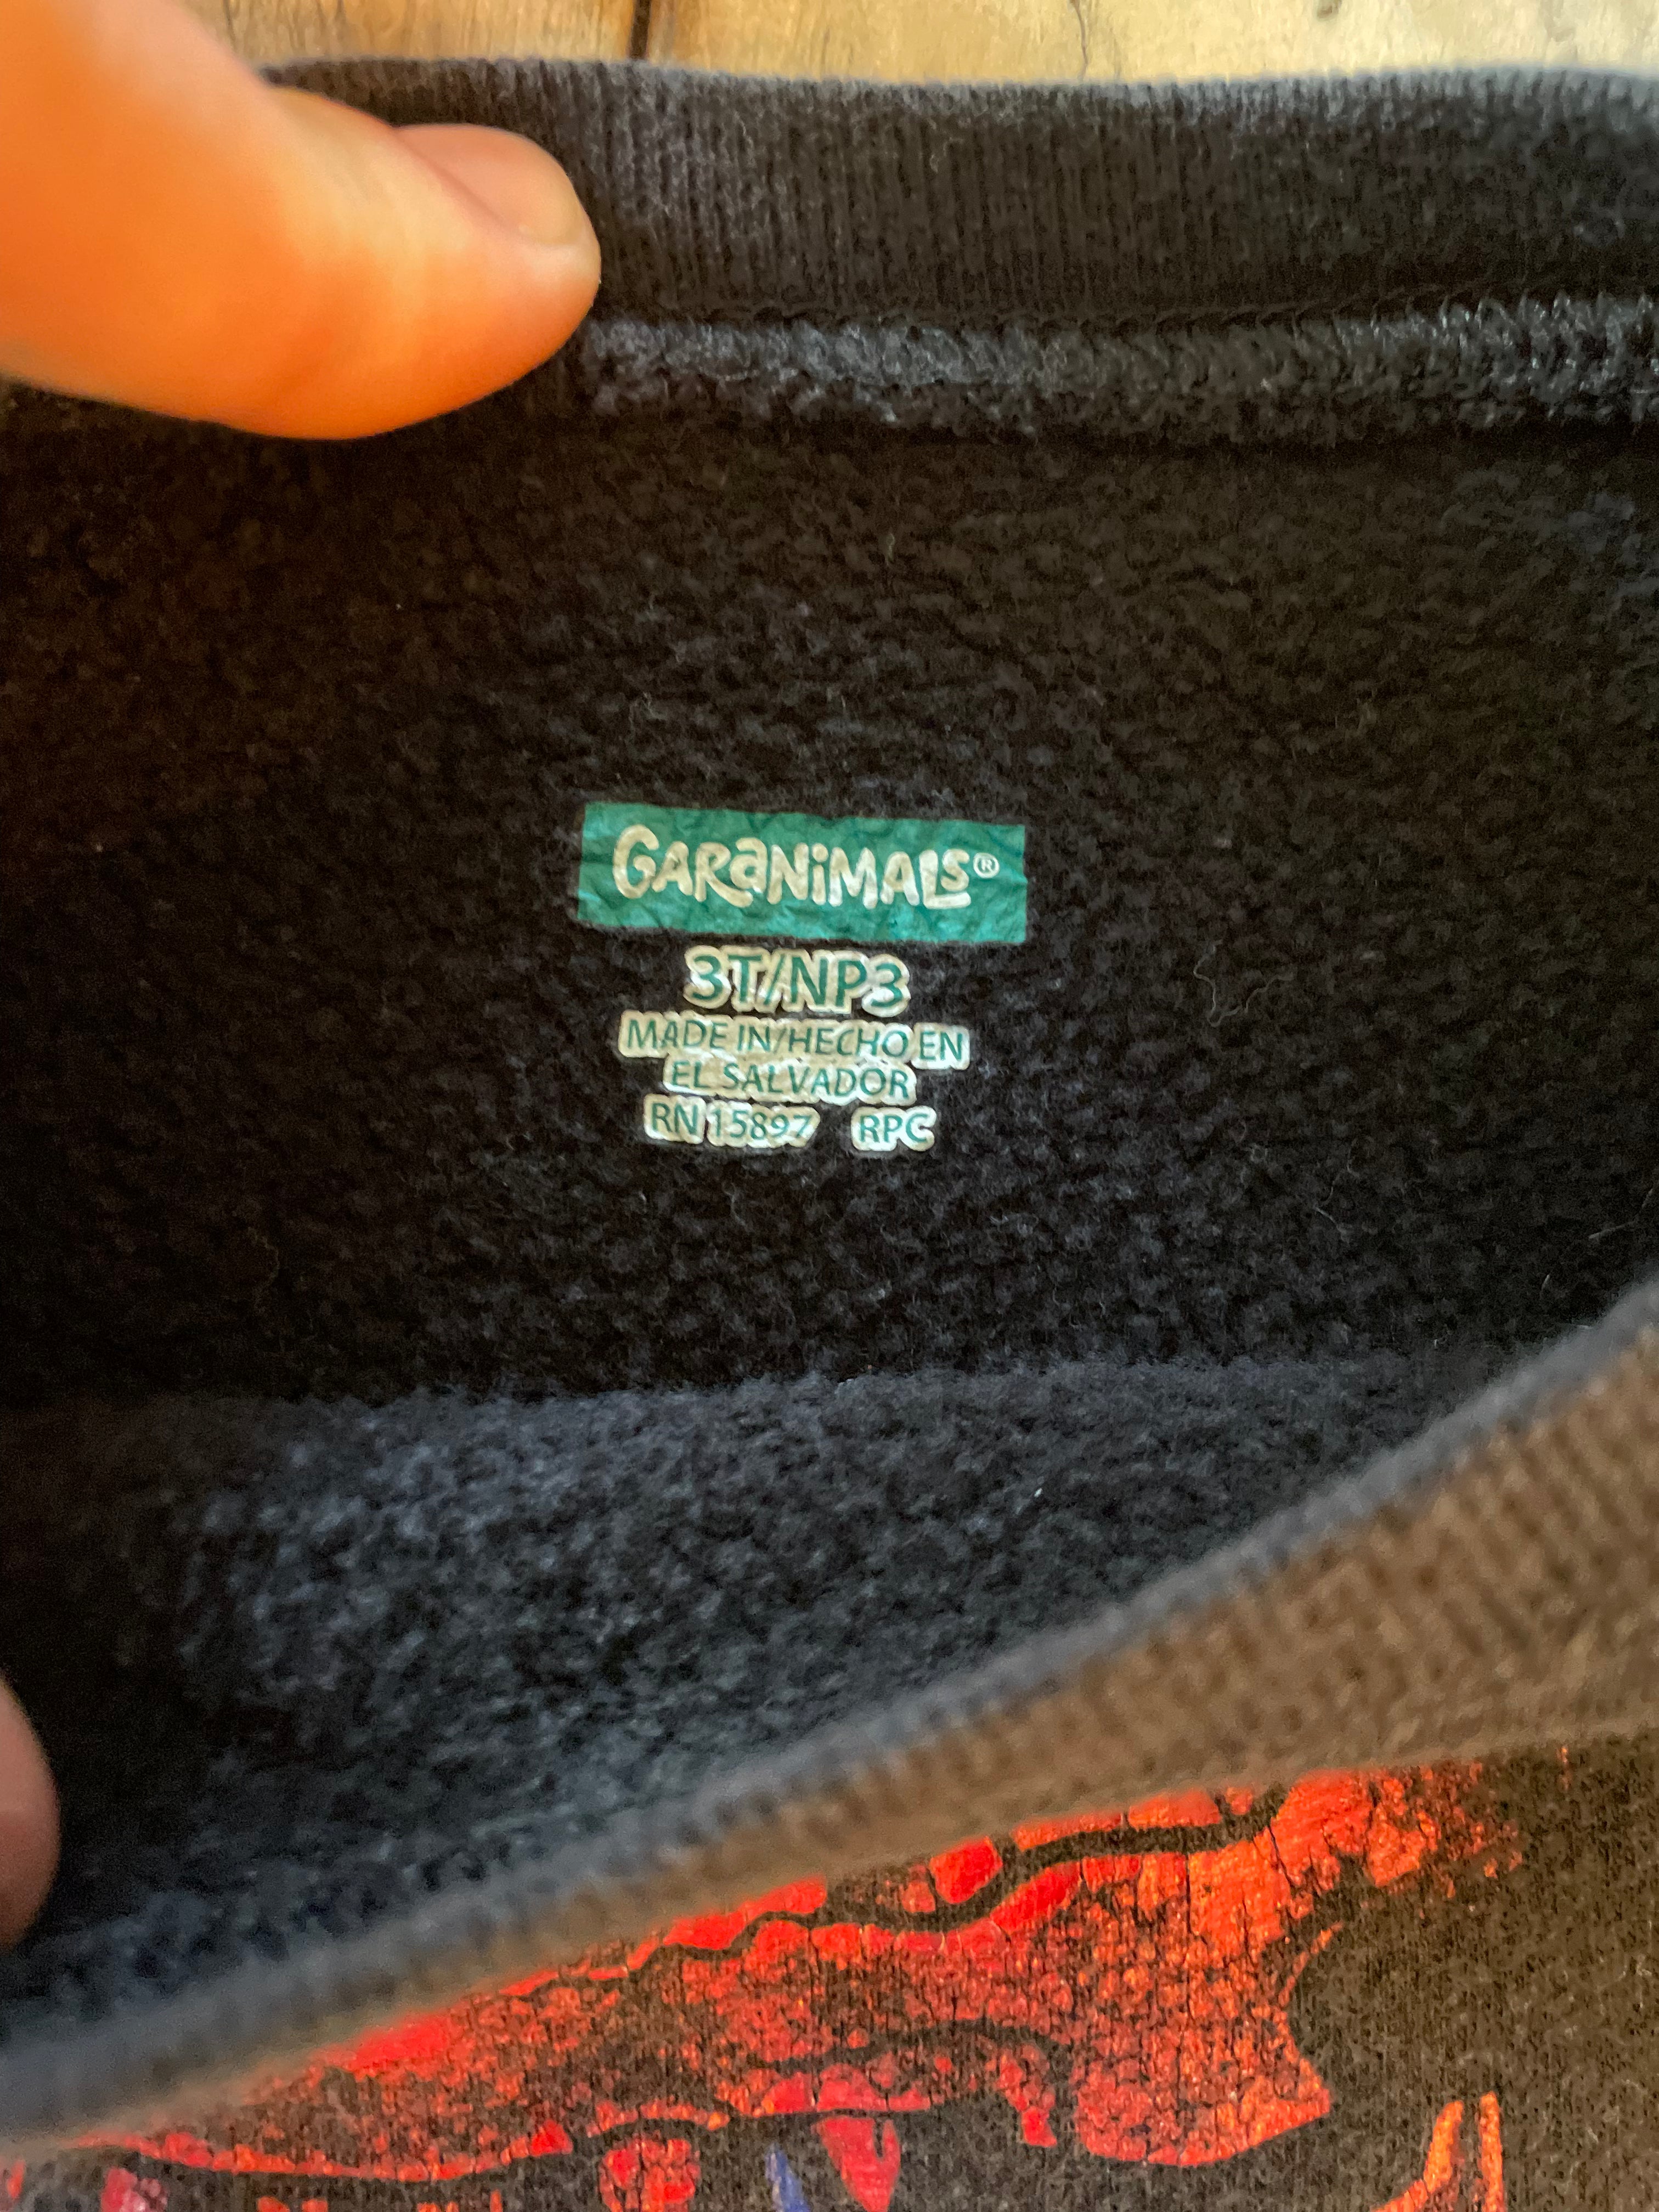 GARaNiMALS®
3T/NP3
MADE IN/HECHO EN
EL SALVADOR
RN 15897 RPC